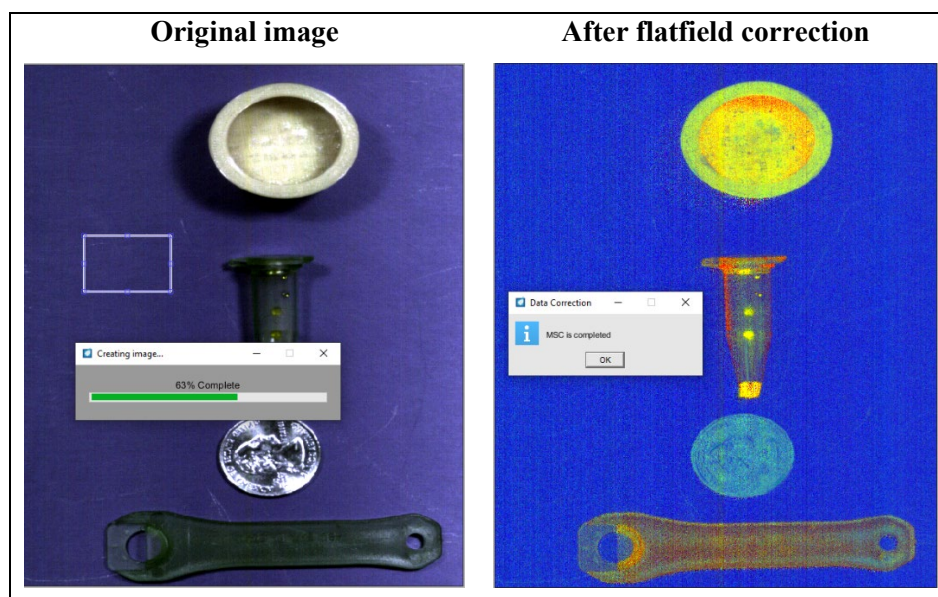 Original image
After flatfield correction
Creating image...
63% Complete
Data Correction
MSC is completed
OK